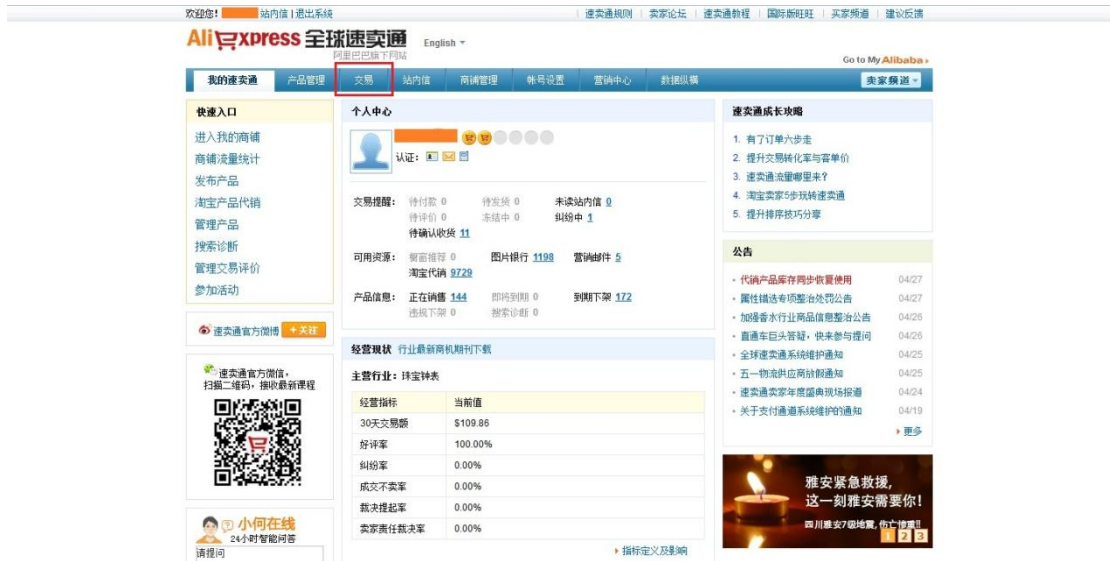 欢迎您! 站内信 | 退出系统
速卖通规则 | 卖家论坛 | 速卖通教程 | 国际版旺旺 | 买家频道 | 建议反馈
AliExpress 全球速卖通
阿里巴巴旗下网站
English
Go to My Alibaba
我的速卖通 产品管理 交易 站内信 商铺管理 帐号设置 营销中心 数据纵横 卖家频道
快速入口
进入我的商铺
商铺流量统计
发布产品
淘宝产品代销
管理产品
搜索诊断
管理交易评价
参加活动
速卖通官方微博 +关注
速卖通官方微信,
扫描二维码,接收最新课程
小何在线
24小时智能问答
请提问
个人中心
认证:
交易提醒: 待付款 0 待发货 0 未读站内信 0
待评价 0 冻结中 0 纠纷中 1
待确认收货 11
可用资源: 橱窗推荐 0 图片银行 1198 营销邮件 5
淘宝代销 9729
产品信息: 正在销售 144 即将到期 0 到期下架 172
违规下架 0 搜索诊断 0
经营现状 行业最新商机期刊下载
主营行业: 珠宝钟表
经营指标 当前值
30天交易额 $109.86
好评率 100.00%
纠纷率 0.00%
成交不卖率 0.00%
裁决提起率 0.00%
卖家责任裁决率 0.00%
指标定义及影响
速卖通成长攻略
1. 有了订单六步走
2. 提升交易转化率与客单价
3. 速卖通流量哪里来?
4. 淘宝卖家5步玩转速卖通
5. 提升排序技巧分享
公告
代销产品库存同步恢复使用 04/27
属性错选专项整治处罚公告 04/27
加强香水行业商品信息整治公告 04/26
直通车巨头答疑,快来参与提问 04/26
全球速卖通系统维护通知 04/25
五一物流供应商放假通知 04/25
速卖通卖家年度盛典现场报道 04/24
关于支付通道系统维护的通知 04/19
更多
雅安紧急救援,
这一刻雅安需要你!
四川雅安7级地震,伤亡惨重!!
1 2 3